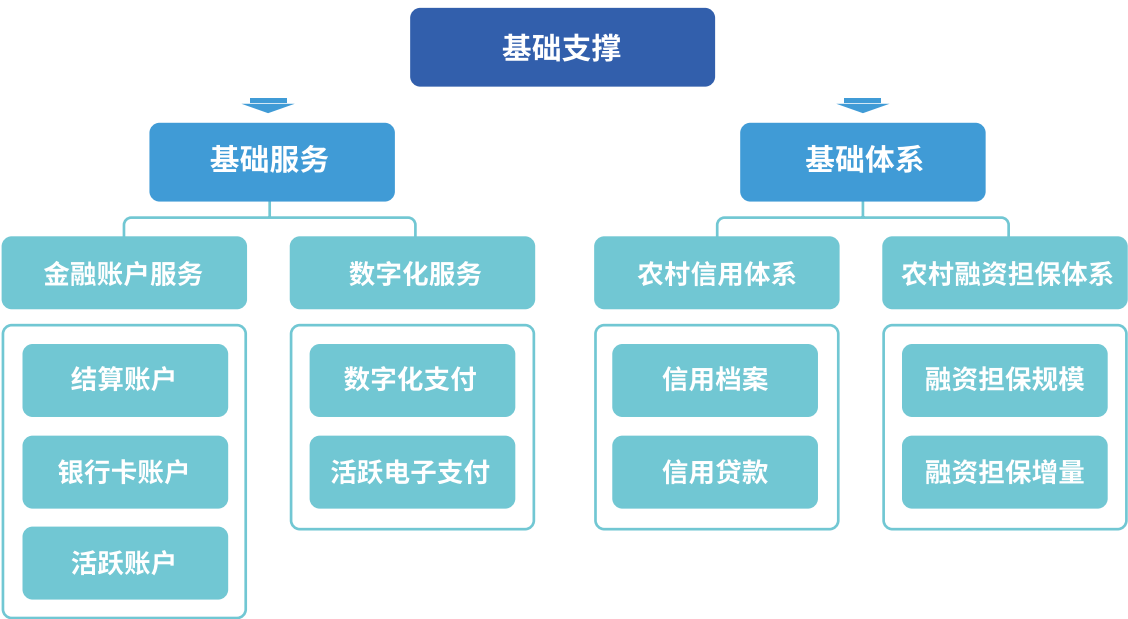 基础支撑
基础服务
基础体系
金融账户服务
数字化服务
农村信用体系
农村融资担保体系
结算账户
数字化支付
信用档案
融资担保规模
银行卡账户
活跃电子支付
信用贷款
融资担保增量
活跃账户